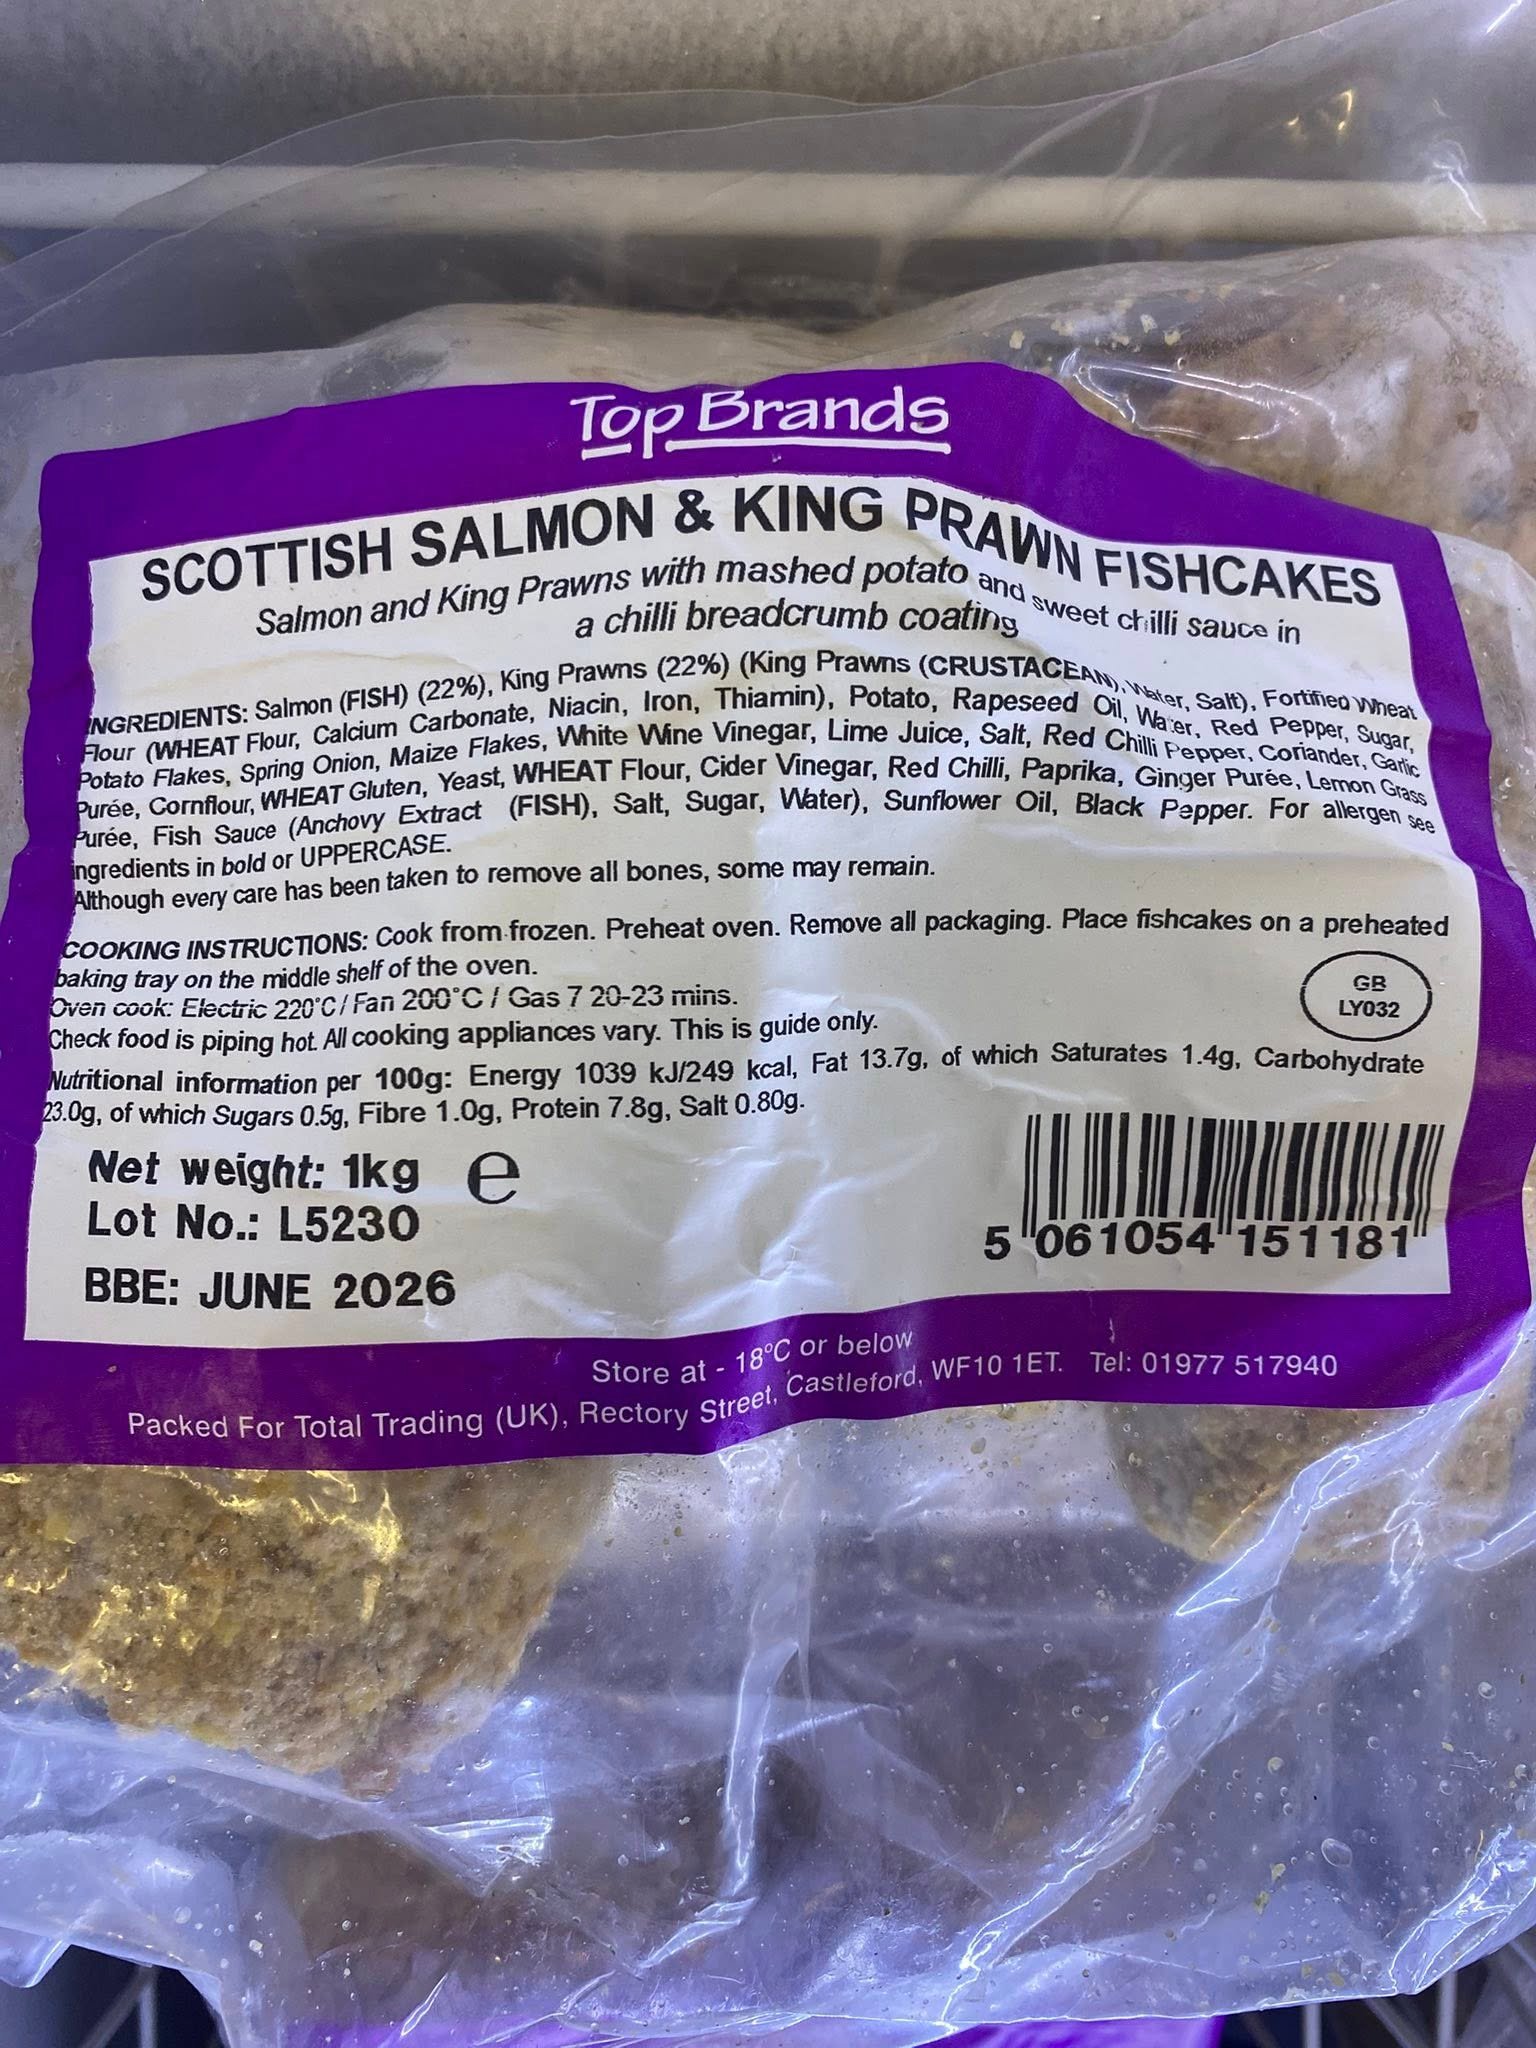 Top Brands
SCOTTISH SALMON & KING PRAWN FISHCAKES
Salmon and King Prawns with mashed potato and sweet chilli sauce in
a chilli breadcrumb coating
INGREDIENTS: Salmon (FISH) (22%), King Prawns (22%) (King Prawns (CRUSTACEAN), Water, Salt), Fortified Wheat
Flour (WHEAT Flour, Calcium Carbonate, Niacin, Iron, Thiamin), Potato, Rapeseed Oil, Water, Red Pepper, Sugar,
Potato Flakes, Spring Onion, Maize Flakes, White Wine Vinegar, Lime Juice, Salt, Red Chilli Pepper, Coriander, Garlic
Purée, Cornflour, WHEAT Gluten, Yeast, WHEAT Flour, Cider Vinegar, Red Chilli, Paprika, Ginger Purée, Lemon Grass
Purée, Fish Sauce (Anchovy Extract (FISH), Salt, Sugar, Water), Sunflower Oil, Black Pepper. For allergen see
ingredients in bold or UPPERCASE.
Although every care has been taken to remove all bones, some may remain.
COOKING INSTRUCTIONS: Cook from frozen. Preheat oven. Remove all packaging. Place fishcakes on a preheated
baking tray on the middle shelf of the oven.
Oven cook: Electric 220°C / Fan 200°C / Gas 7 20-23 mins.
Check food is piping hot. All cooking appliances vary. This is guide only.
GB
LY032
Nutritional information per 100g: Energy 1039 kJ/249 kcal, Fat 13.7g, of which Saturates 1.4g, Carbohydrate
23.0g, of which Sugars 0.5g, Fibre 1.0g, Protein 7.8g, Salt 0.80g.
Net weight: 1kg e
Lot No.: L5230
BBE: JUNE 2026
5 061054 151181
Store at - 18°C or below
Packed For Total Trading (UK), Rectory Street, Castleford, WF10 1ET. Tel: 01977 517940